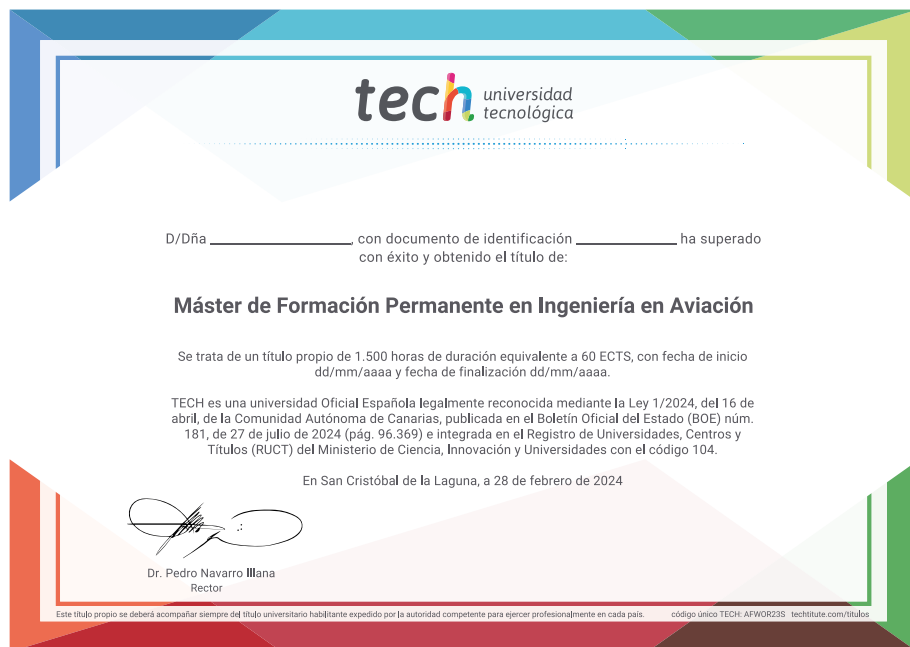 tech universidad
tecnológica
D/Dña ________________, con documento de identificación ____________ ha superado
con éxito y obtenido el título de:
Máster de Formación Permanente en Ingeniería en Aviación
Se trata de un título propio de 1.500 horas de duración equivalente a 60 ECTS, con fecha de inicio
dd/mm/aaaa y fecha de finalización dd/mm/aaaa.
TECH es una universidad Oficial Española legalmente reconocida mediante la Ley 1/2024, del 16 de
abril, de la Comunidad Autónoma de Canarias, publicada en el Boletín Oficial del Estado (BOE) núm.
181, de 27 de julio de 2024 (pág. 96.369) e integrada en el Registro de Universidades, Centros y
Títulos (RUCT) del Ministerio de Ciencia, Innovación y Universidades con el código 104.
En San Cristóbal de la Laguna, a 28 de febrero de 2024
Dr. Pedro Navarro Illana
Rector
Este título propio se deberá acompañar siempre del título universitario habilitante expedido por la autoridad competente para ejercer profesionalmente en cada país. código único TECH: AFWOR23S techtitute.com/titulos